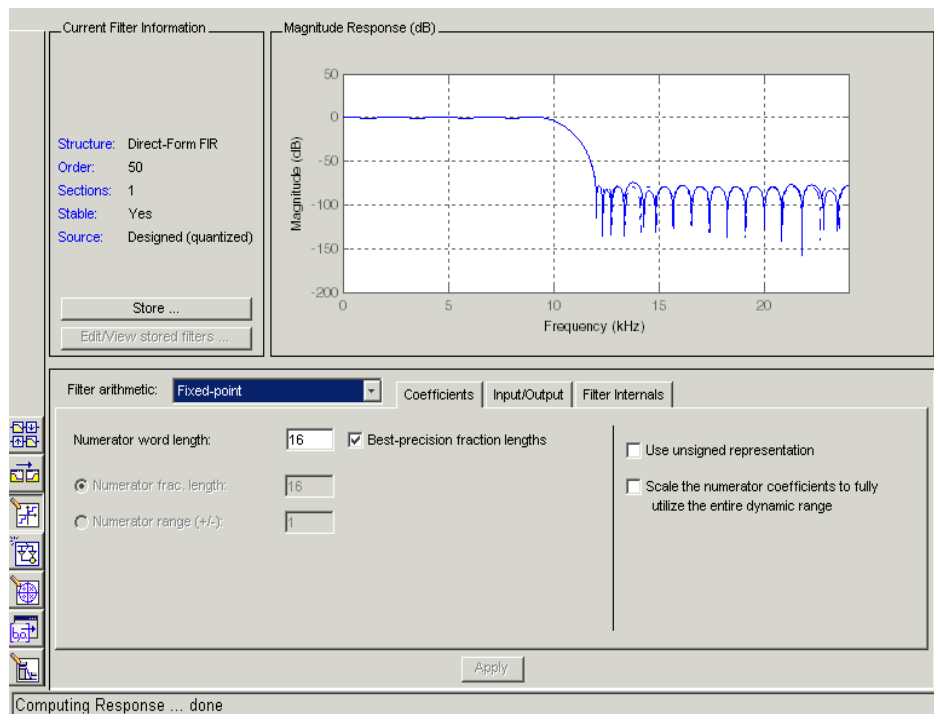 Current Filter Information
Structure: Direct-Form FIR
Order: 50
Sections: 1
Stable: Yes
Source: Designed (quantized)
Store ...
Edit/View stored filters ...
Magnitude Response (dB)
50
0
-50
-100
-150
-200
Magnitude (dB)
0 5 10 15 20
Frequency (kHz)
Filter arithmetic: Fixed-point
Coefficients Input/Output Filter Internals
Numerator word length: 16 Best-precision fraction lengths
Numerator frac. length: 16
Numerator range (+/-): 1
Use unsigned representation
Scale the numerator coefficients to fully
utilize the entire dynamic range
Apply
Computing Response ... done